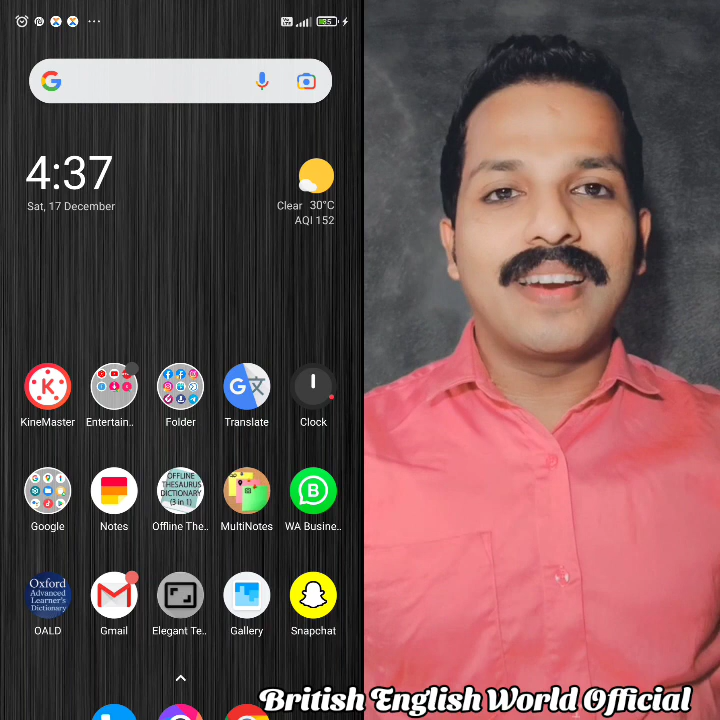 85
4:37
Sat, 17 December
Clear 30°C
AQI 152
K
KineMaster
Entertain..
Folder
Translate
Clock
OFFLINE
THESAURUS
DICTIONARY
(3 in 1)
B
Google
Notes
Offline The..
MultiNotes
WA Busine..
Oxford
Advanced
Learner's
Dictionary
OALD
Gmail
Elegant Te..
Gallery
Snapchat
British English World Official